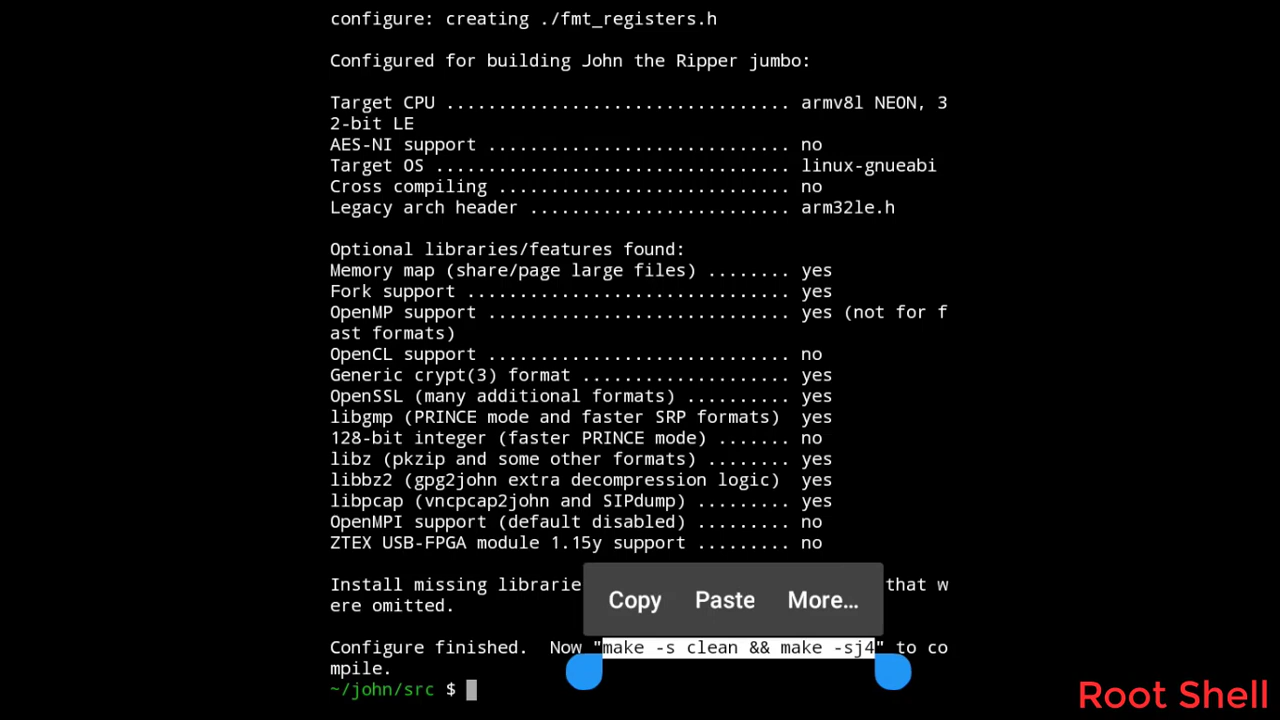 configure: creating ./fmt_registers.h
Configured for building John the Ripper jumbo:
Target CPU ................................. armv8l NEON, 3
2-bit LE
AES-NI support ............................. no
Target OS .................................. linux-gnueabi
Cross compiling ............................ no
Legacy arch header ......................... arm32le.h
Optional libraries/features found:
Memory map (share/page large files) ........ yes
Fork support ............................... yes
OpenMP support ............................. yes (not for f
ast formats)
OpenCL support ............................. no
Generic crypt(3) format .................... yes
OpenSSL (many additional formats) .......... yes
libgmp (PRINCE mode and faster SRP formats)  yes
128-bit integer (faster PRINCE mode) ....... no
libz (pkzip and some other formats) ........ yes
libbz2 (gpg2john extra decompression logic)  yes
libpcap (vncpcap2john and SIPdump) ......... yes
OpenMPI support (default disabled) ......... no
ZTEX USB-FPGA module 1.15y support ......... no
Install missing librarie that w
ere omitted.
Copy Paste More...
Configure finished.  Now "make -s clean && make -sj4" to co
mpile.
~/john/src $
Root Shell